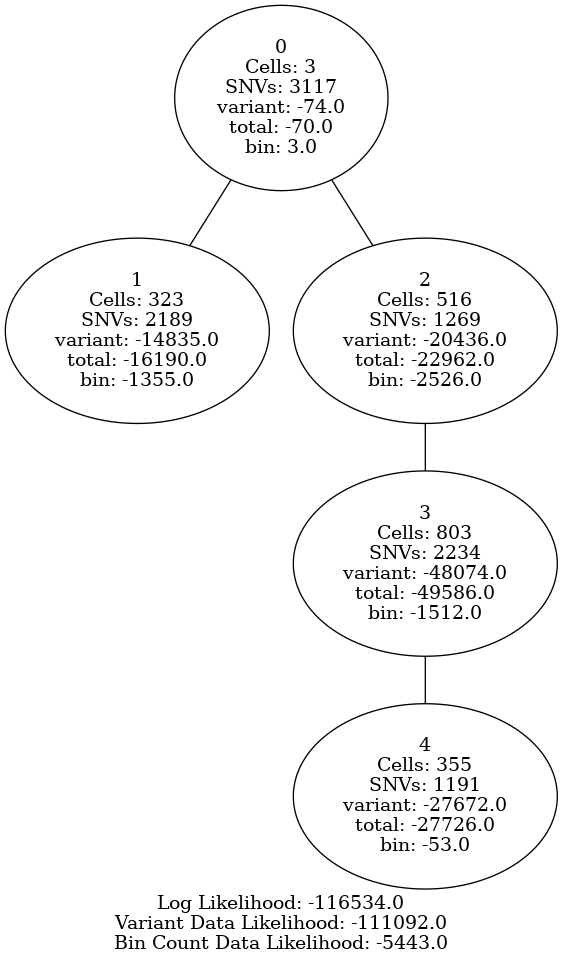 0
Cells: 3
SNVs: 3117
variant: -74.0
total: -70.0
bin: 3.0
1
Cells: 323
SNVs: 2189
variant: -14835.0
total: -16190.0
bin: -1355.0
2
Cells: 516
SNVs: 1269
variant: -20436.0
total: -22962.0
bin: -2526.0
3
Cells: 803
SNVs: 2234
variant: -48074.0
total: -49586.0
bin: -1512.0
4
Cells: 355
SNVs: 1191
variant: -27672.0
total: -27726.0
bin: -53.0
Log Likelihood: -116534.0
Variant Data Likelihood: -111092.0
Bin Count Data Likelihood: -5443.0